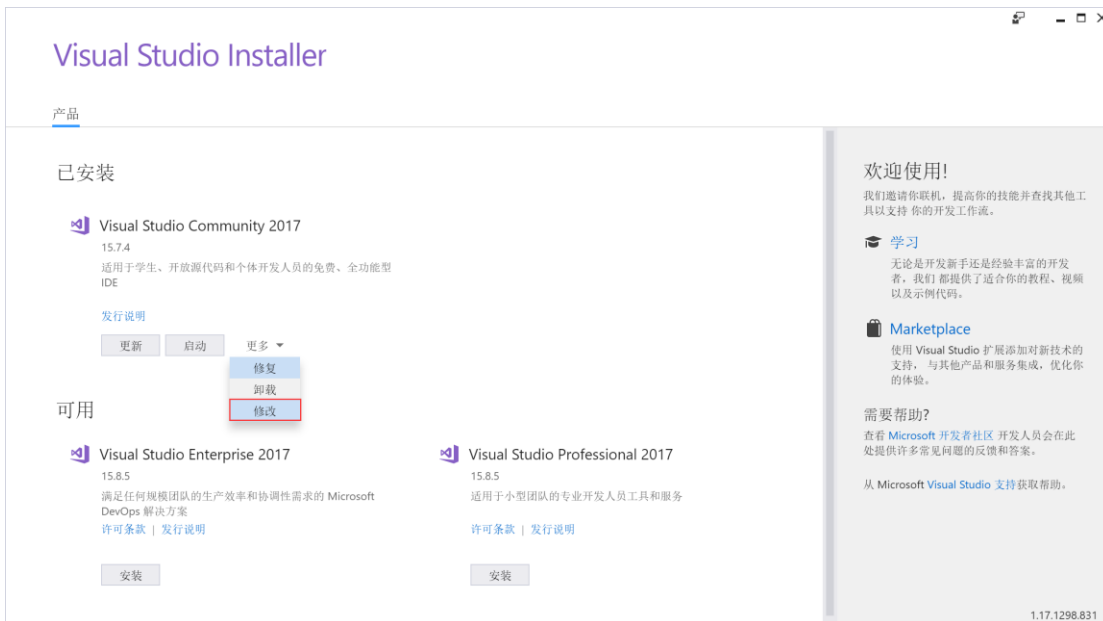 Visual Studio Installer
产品
已安装
Visual Studio Community 2017
15.7.4
适用于学生、开放源代码和个体开发人员的免费、全功能型
IDE
发行说明
更新 启动 更多
修复
卸载
修改
可用
Visual Studio Enterprise 2017
15.8.5
满足任何规模团队的生产效率和协调性需求的 Microsoft
DevOps 解决方案
许可条款 | 发行说明
安装
Visual Studio Professional 2017
15.8.5
适用于小型团队的专业开发人员工具和服务
许可条款 | 发行说明
安装
欢迎使用!
我们邀请你联机，提高你的技能并查找其他工
具以支持 你的开发工作流。
学习
无论是开发新手还是经验丰富的开发
者，我们 都提供了适合你的教程、视频
以及示例代码。
Marketplace
使用 Visual Studio 扩展添加对新技术的
支持， 与其他产品和服务集成，优化你
的体验。
需要帮助?
查看 Microsoft 开发者社区 开发人员会在此
处提供许多常见问题的反馈和答案。
从 Microsoft Visual Studio 支持获取帮助。
1.17.1298.831